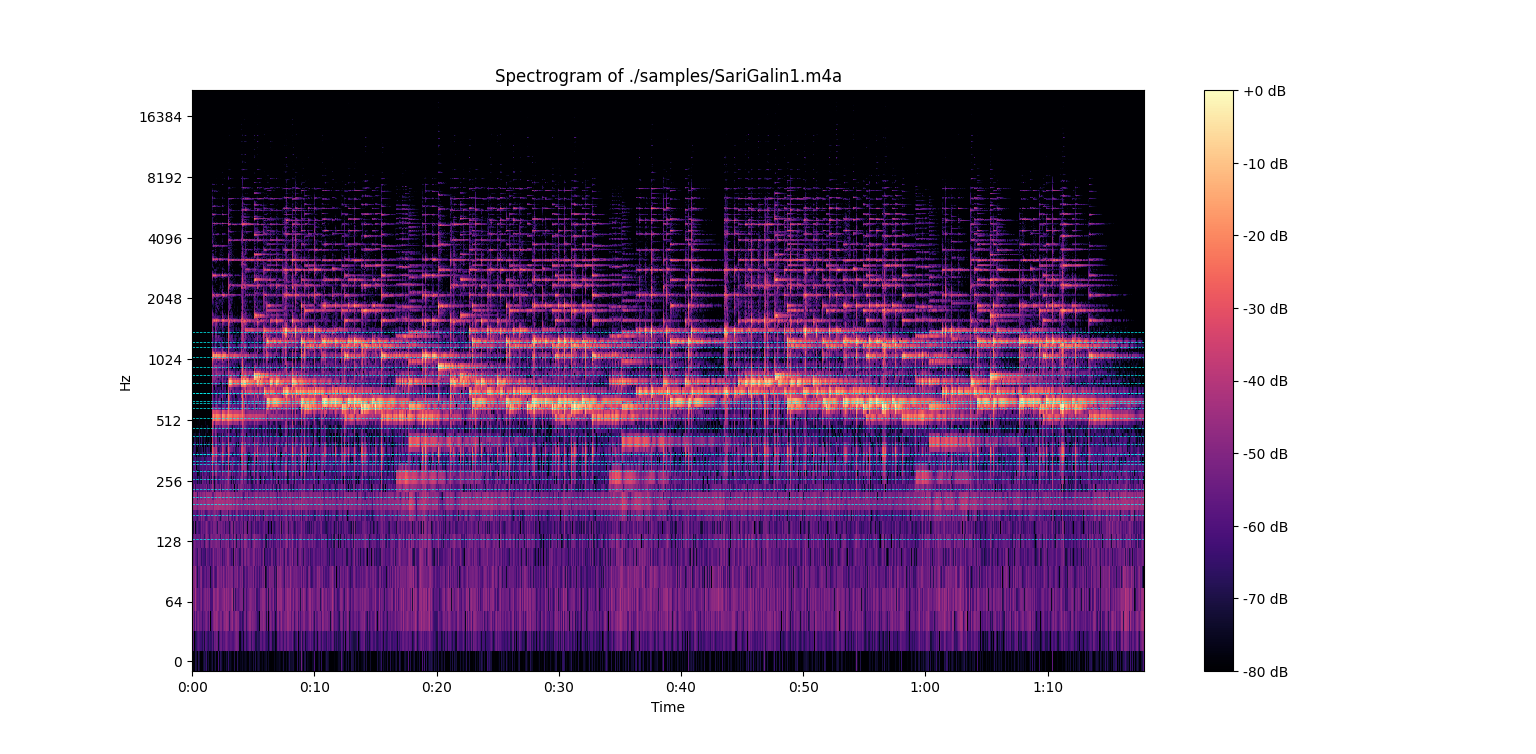 Spectrogram of ./samples/SariGalin1.m4a
Hz
16384
8192
4096
2048
1024
512
256
128
64
0
0:00 0:10 0:20 0:30 0:40 0:50 1:00 1:10
Time
+0 dB
-10 dB
-20 dB
-30 dB
-40 dB
-50 dB
-60 dB
-70 dB
-80 dB